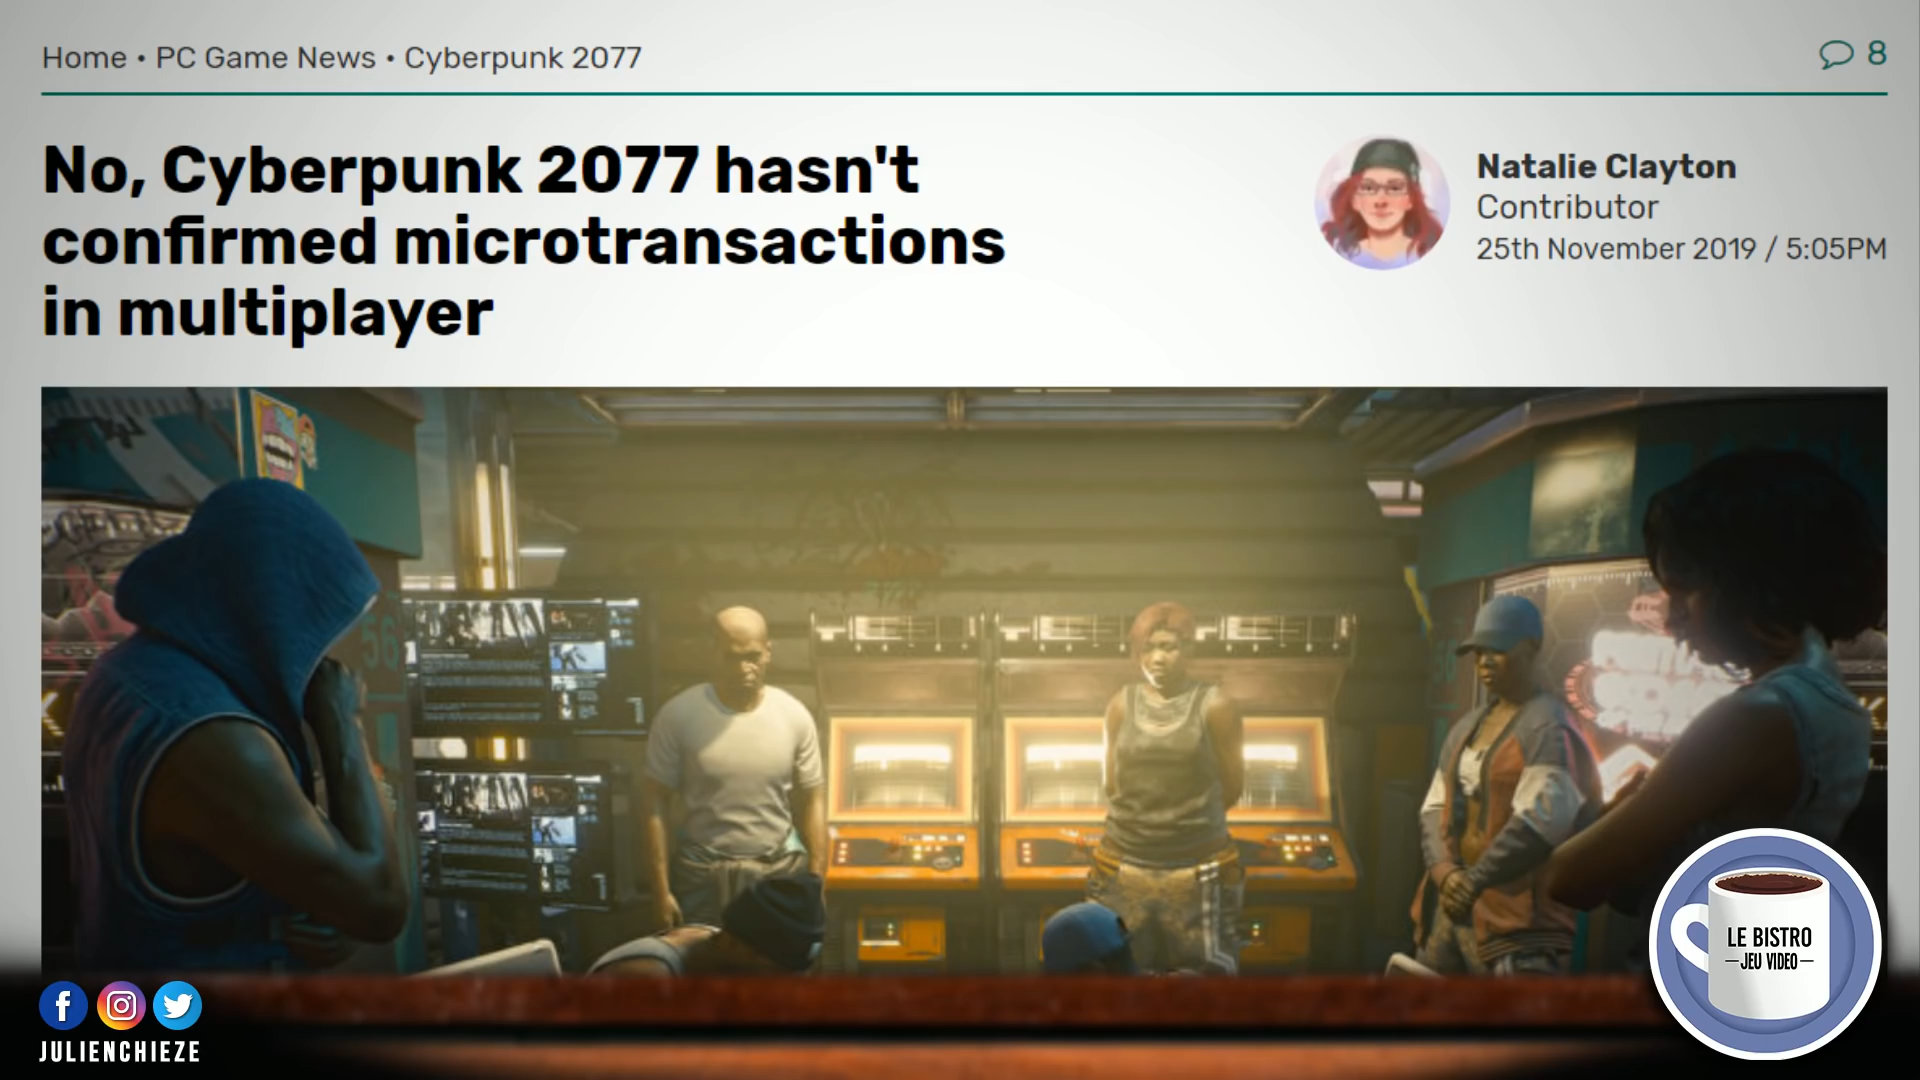 Home • PC Game News • Cyberpunk 2077
8
No, Cyberpunk 2077 hasn't
confirmed microtransactions
in multiplayer
Natalie Clayton
Contributor
25th November 2019 / 5:05PM
56
LE BISTRO
—JEU VIDEO—
JULIENCHIEZE